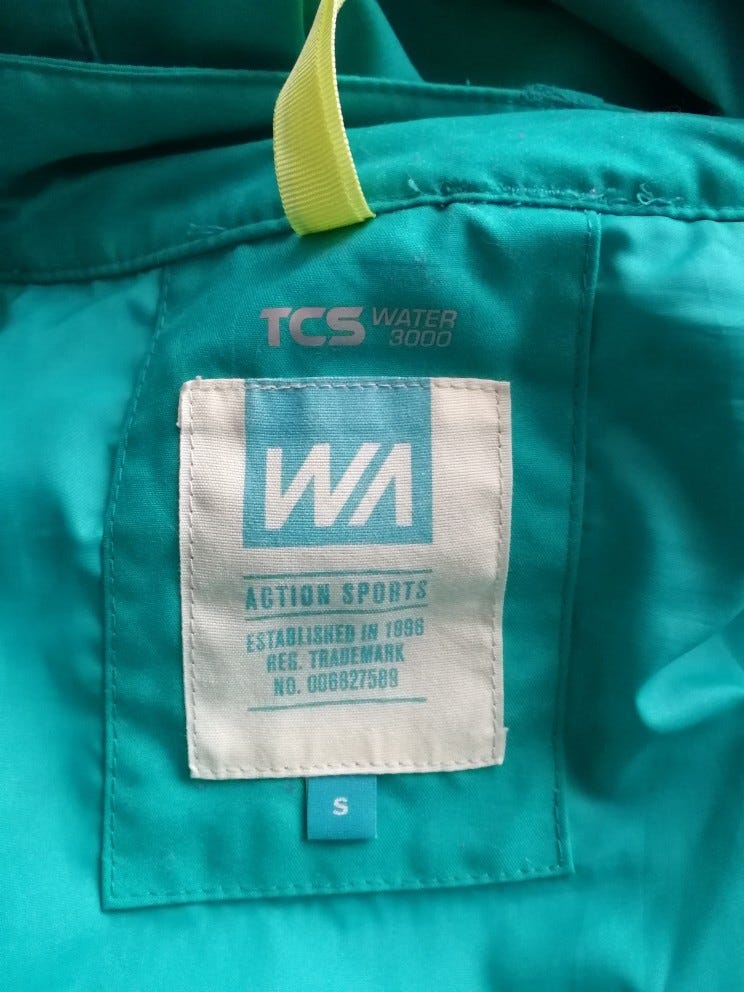 TCS WATER
3000
WA
ACTION SPORTS
ESTABLISHED IN 1996
REG. TRADEMARK
NO. 006827589
S